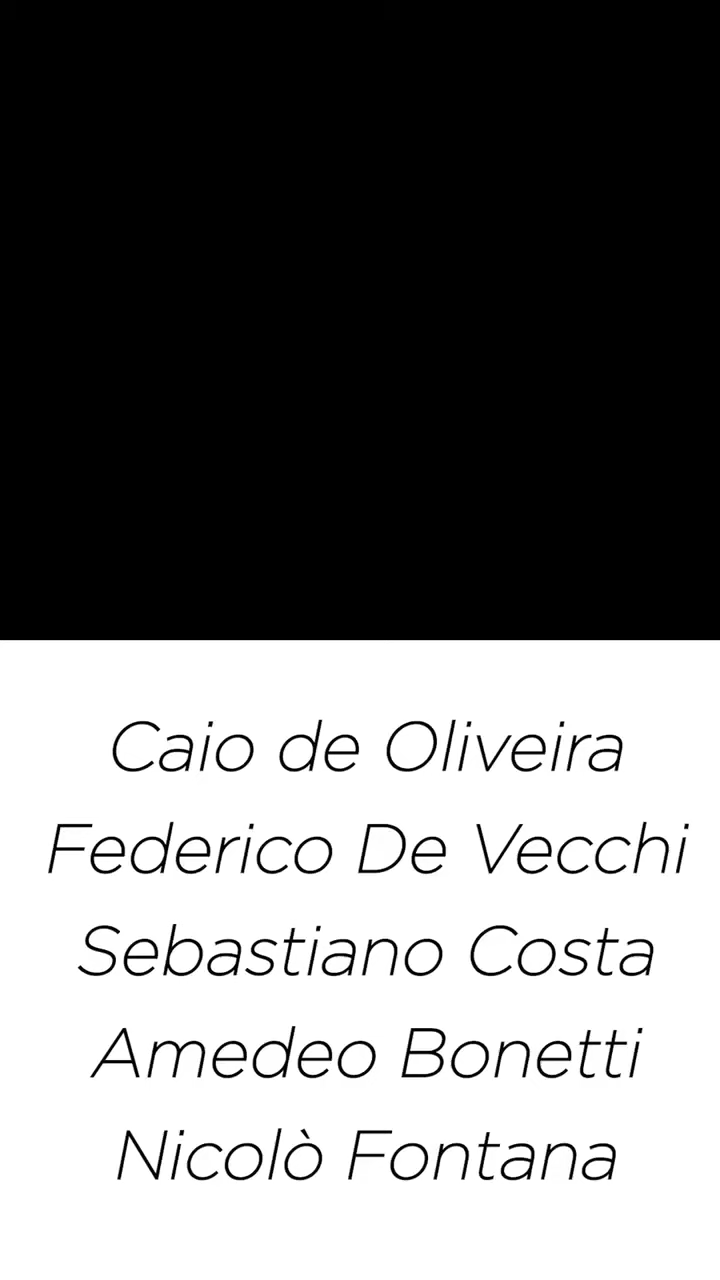 Caio de Oliveira
Federico De Vecchi
Sebastiano Costa
Amedeo Bonetti
Nicolò Fontana